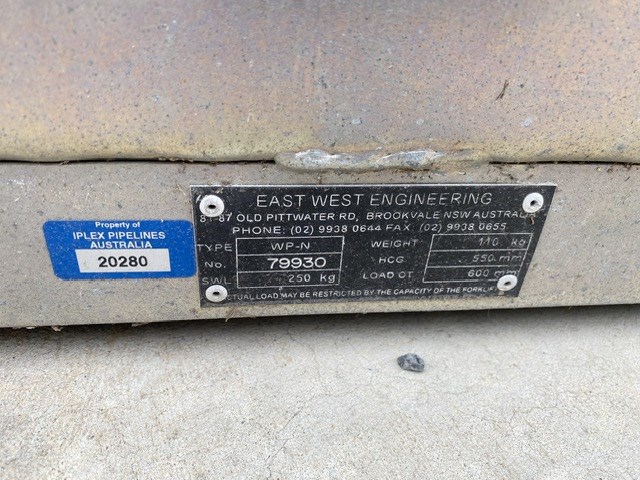 Property of
IPLEX PIPELINES
AUSTRALIA
20280
EAST WEST ENGINEERING
81-87 OLD PITTWATER RD, BROOKVALE NSW AUSTRALIA
PHONE: (02) 9938 0644 FAX (02) 9938 0655
TYPE WP-N WEIGHT 110 kg
No. 79930 HCG 550 mm
SWL 250 kg LOAD CT 600 mm
ACTUAL LOAD MAY BE RESTRICTED BY THE CAPACITY OF THE FORKLIFT